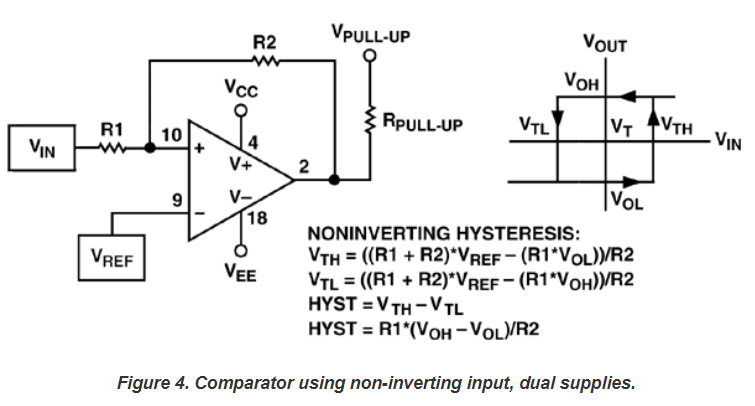 VPULL-UP
R2
VCC
RPULL-UP
R1
VIN
10
+
4
V+
2
9
−
V−
18
VREF
VEE
VOUT
VOH
VTL
VT
VTH
VIN
VOL
NONINVERTING HYSTERESIS:
VTH = ((R1 + R2)*VREF – (R1*VOL))/R2
VTL = ((R1 + R2)*VREF – (R1*VOH))/R2
HYST = VTH – VTL
HYST = R1*(VOH – VOL)/R2
Figure 4. Comparator using non-inverting input, dual supplies.